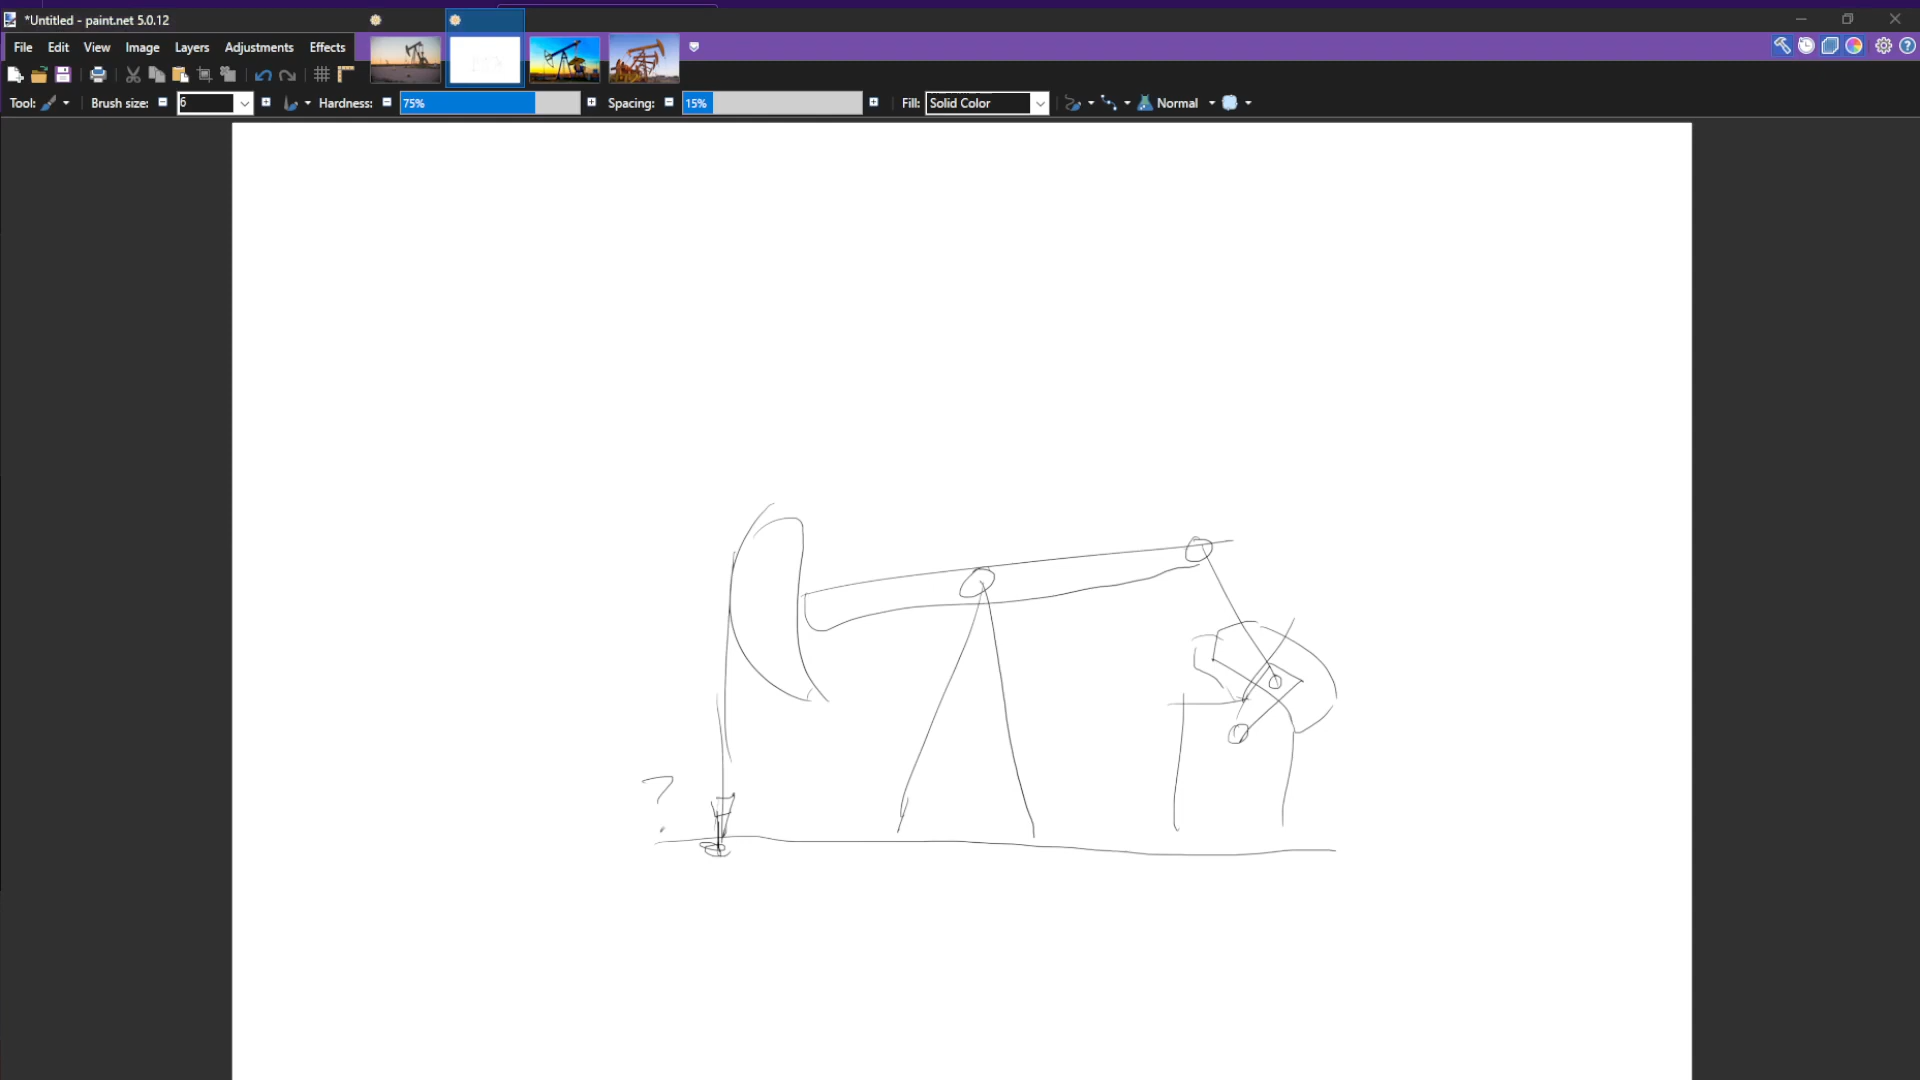 *Untitled - paint.net 5.0.12
File Edit View Image Layers Adjustments Effects
Tool: Brush size: 6 Hardness: 75% Spacing: 15% Fill: Solid Color Normal
?